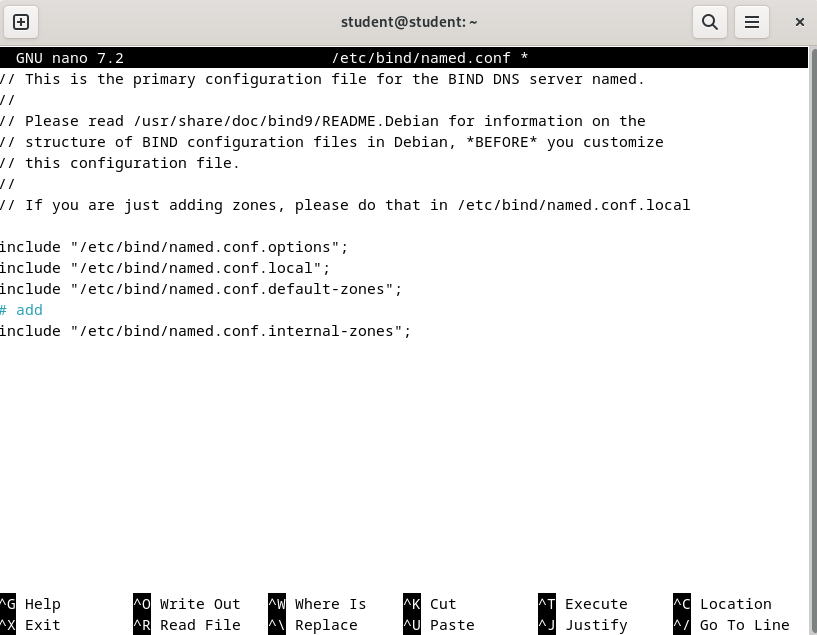 student@student: ~
GNU nano 7.2 /etc/bind/named.conf *
// This is the primary configuration file for the BIND DNS server named.
//
// Please read /usr/share/doc/bind9/README.Debian for information on the
// structure of BIND configuration files in Debian, *BEFORE* you customize
// this configuration file.
//
// If you are just adding zones, please do that in /etc/bind/named.conf.local
include "/etc/bind/named.conf.options";
include "/etc/bind/named.conf.local";
include "/etc/bind/named.conf.default-zones";
# add
include "/etc/bind/named.conf.internal-zones";
^G Help ^O Write Out ^W Where Is ^K Cut ^T Execute ^C Location
^X Exit ^R Read File ^\ Replace ^U Paste ^J Justify ^/ Go To Line